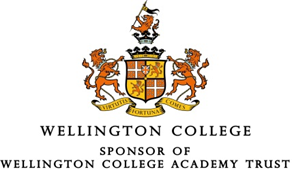 VIRTUTIS FORTUNA COMES
WELLINGTON COLLEGE
SPONSOR OF
WELLINGTON COLLEGE ACADEMY TRUST